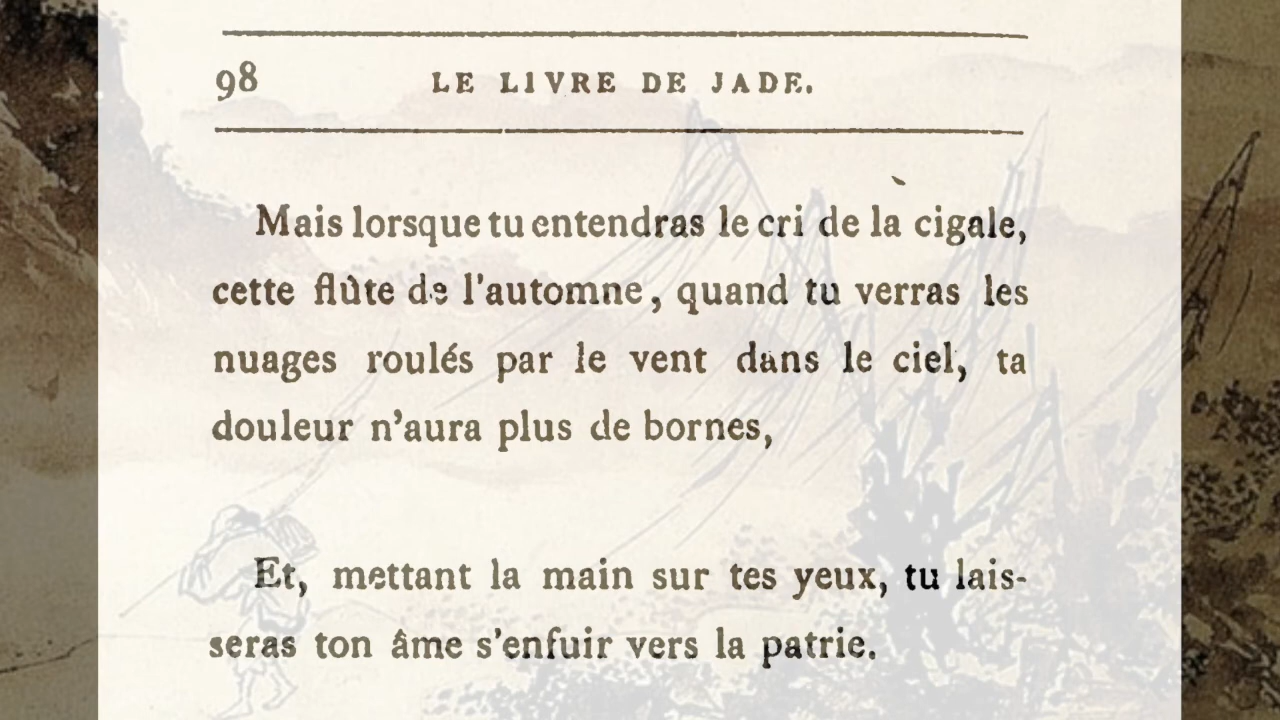 98 LE LIVRE DE JADE.
Mais lorsque tu entendras le cri de la cigale,
cette flûte de l'automne, quand tu verras les
nuages roulés par le vent dans le ciel, ta
douleur n'aura plus de bornes,
Et, mettant la main sur tes yeux, tu lais-
seras ton âme s'enfuir vers la patrie.